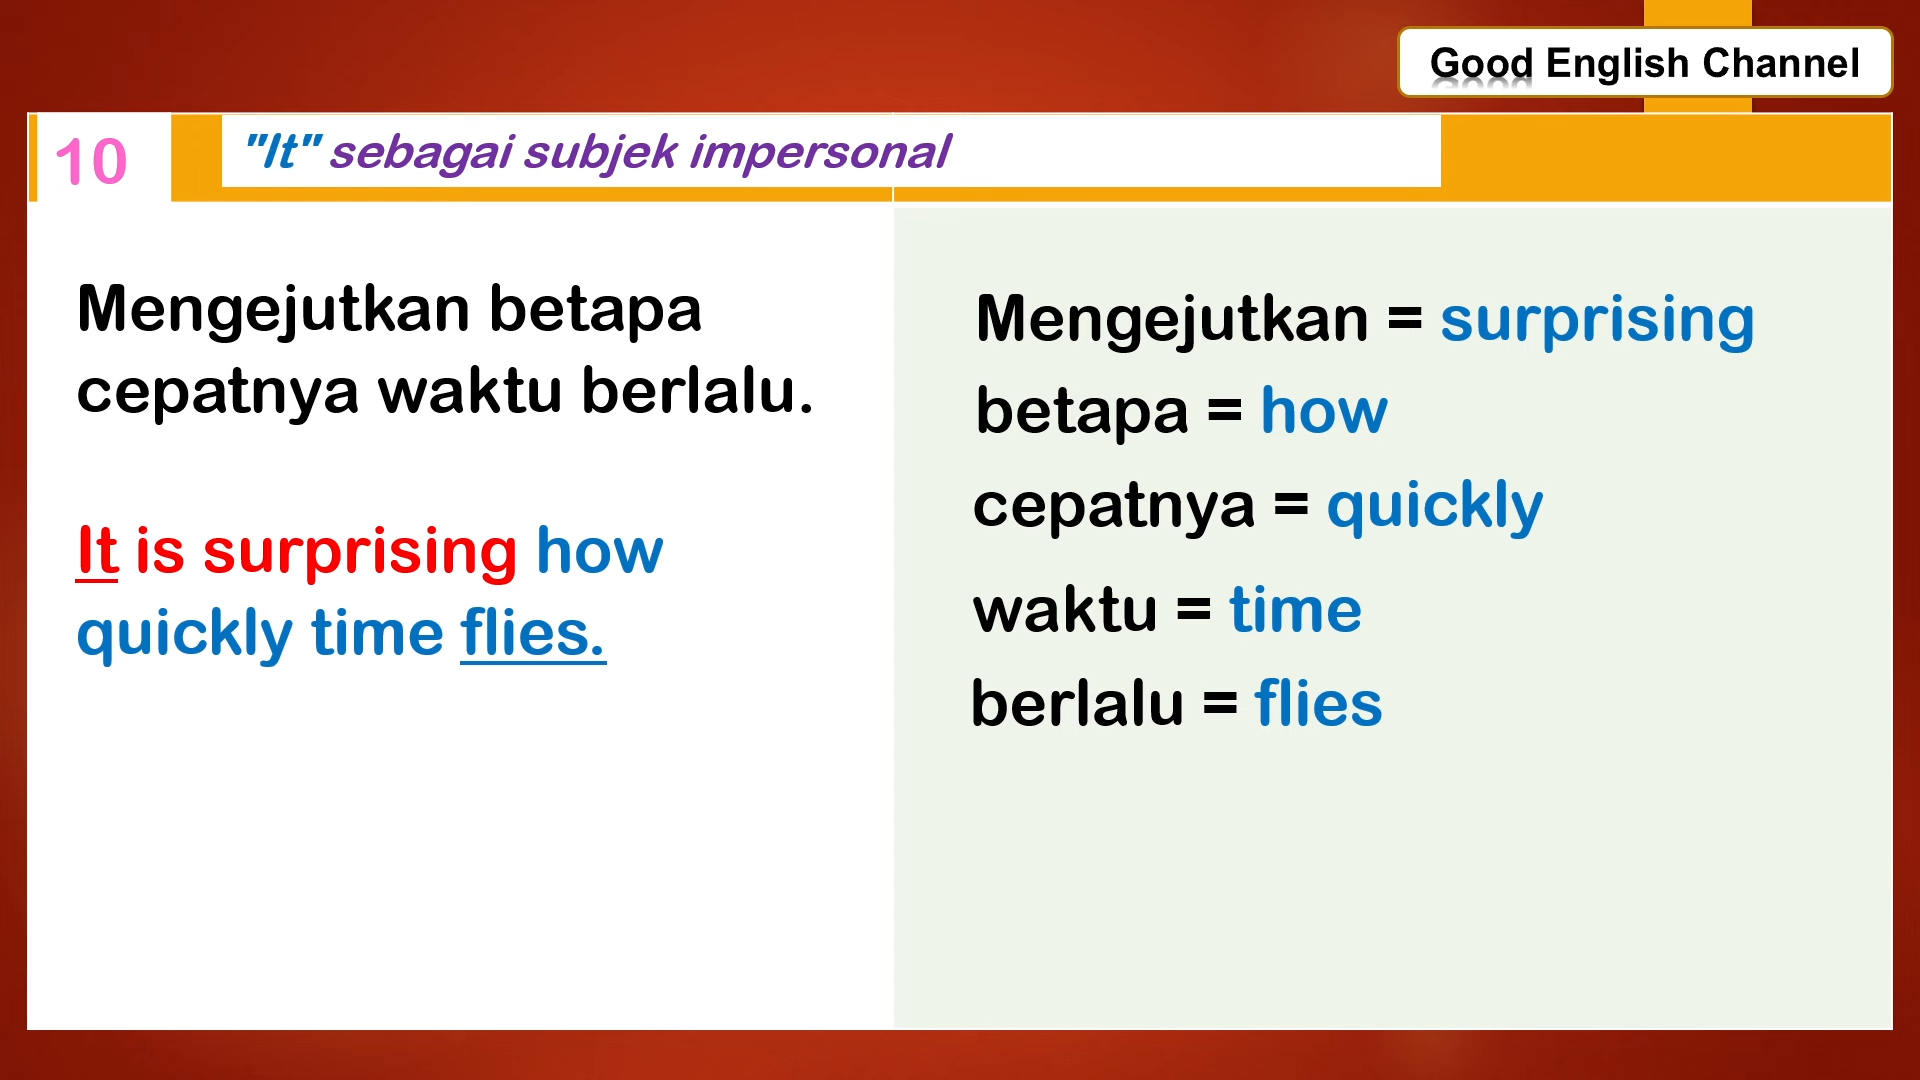 Good English Channel
10
"It" sebagai subjek impersonal
Mengejutkan betapa
cepatnya waktu berlalu.
It is surprising how
quickly time flies.
Mengejutkan = surprising
betapa = how
cepatnya = quickly
waktu = time
berlalu = flies